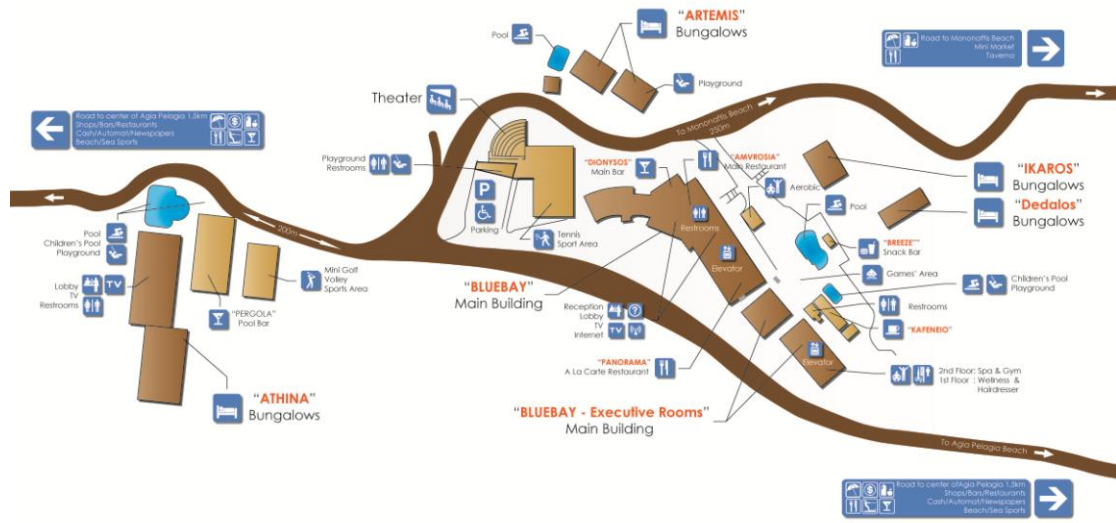 "ARTEMIS"
Bungalows
Pool
Playground
Road to Mononaftis Beach
Mini Market
Taverna
Theater
Road to center of Agia Pelagia 1.5km
Shops/Bars/Restaurants
Cash/Automat/Newspapers
Beach/Sea Sports
To Mononaftis Beach
250m
Playground
Restrooms
"DIONYSOS"
Main Bar
"AMVROSIA"
Main Restaurant
"IKAROS"
Bungalows
"Dedalos"
Bungalows
P
Parking
Tennis
Sport Area
Restrooms
Aerobic
Pool
Elevator
"BREEZE""
Snack Bar
Games' Area
200m
Pool
Children's Pool
Playground
Lobby
TV
Restrooms
TV
Mini Golf
Volley
Sports Area
"PERGOLA"
Pool Bar
"BLUEBAY"
Main Building
Reception
Lobby
TV
Internet
?
TV
Children's Pool
Playground
Restrooms
"KAFENEIO"
"PANORAMA"
A La Carte Restaurant
Elevator
2nd Floor: Spa & Gym
1st Floor : Wellness &
Hairdresser
"ATHINA"
Bungalows
"BLUEBAY - Executive Rooms"
Main Building
To Agia Pelagia Beach
Road to center ofAgia Pelagia 1.5km
Shops/Bars/Restaurants
Cash/Automat/Newspapers
Beach/Sea Sports